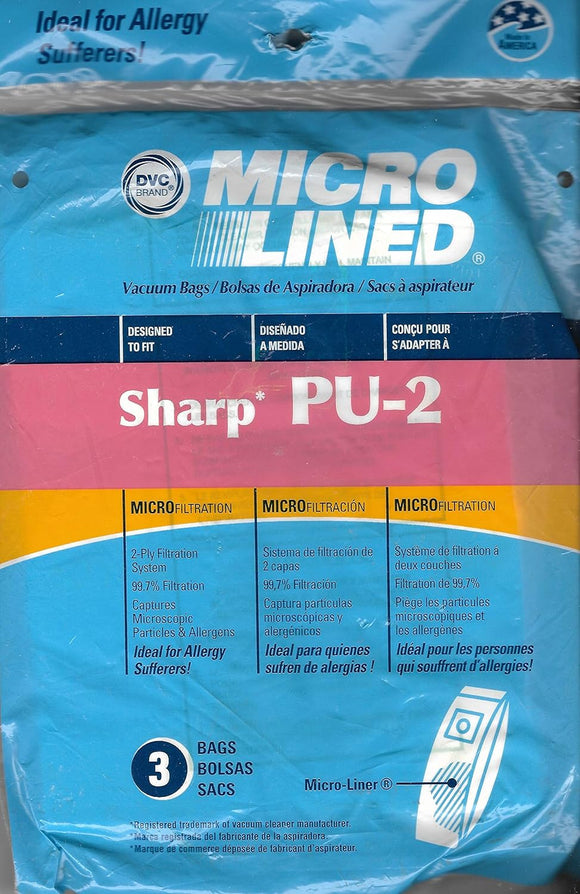 Ideal for Allergy
Sufferers!
Made in
AMERICA
DVC
BRAND®
MICRO
LINED®
Vacuum Bags / Bolsas de Aspiradora / Sacs à aspirateur
DESIGNED
TO FIT
DISEÑADO
A MEDIDA
CONÇU POUR
S'ADAPTER À
Sharp* PU-2
MICROFILTRATION
2-Ply Filtration
System
99.7% Filtration
Captures
Microscopic
Particles & Allergens
Ideal for Allergy
Sufferers!
MICROFILTRACIÓN
Sistema de filtración de
2 capas
99,7% Filtración
Captura particulas
microscopicas y
alergénicos
Ideal para quienes
sufren de alergias !
MICROFILTRATION
Système de filtration à
deux couches
Filtration de 99,7%
Piège les particules
microscopiques et
les allergènes
Idéal pour les personnes
qui souffrent d'allergies!
3
BAGS
BOLSAS
SACS
Micro-Liner®
*Registered trademark of vacuum cleaner manufacturer.
*Marca registrada del fabricante de la aspiradora.
*Marque de commerce déposée de fabricant d'aspirateur.